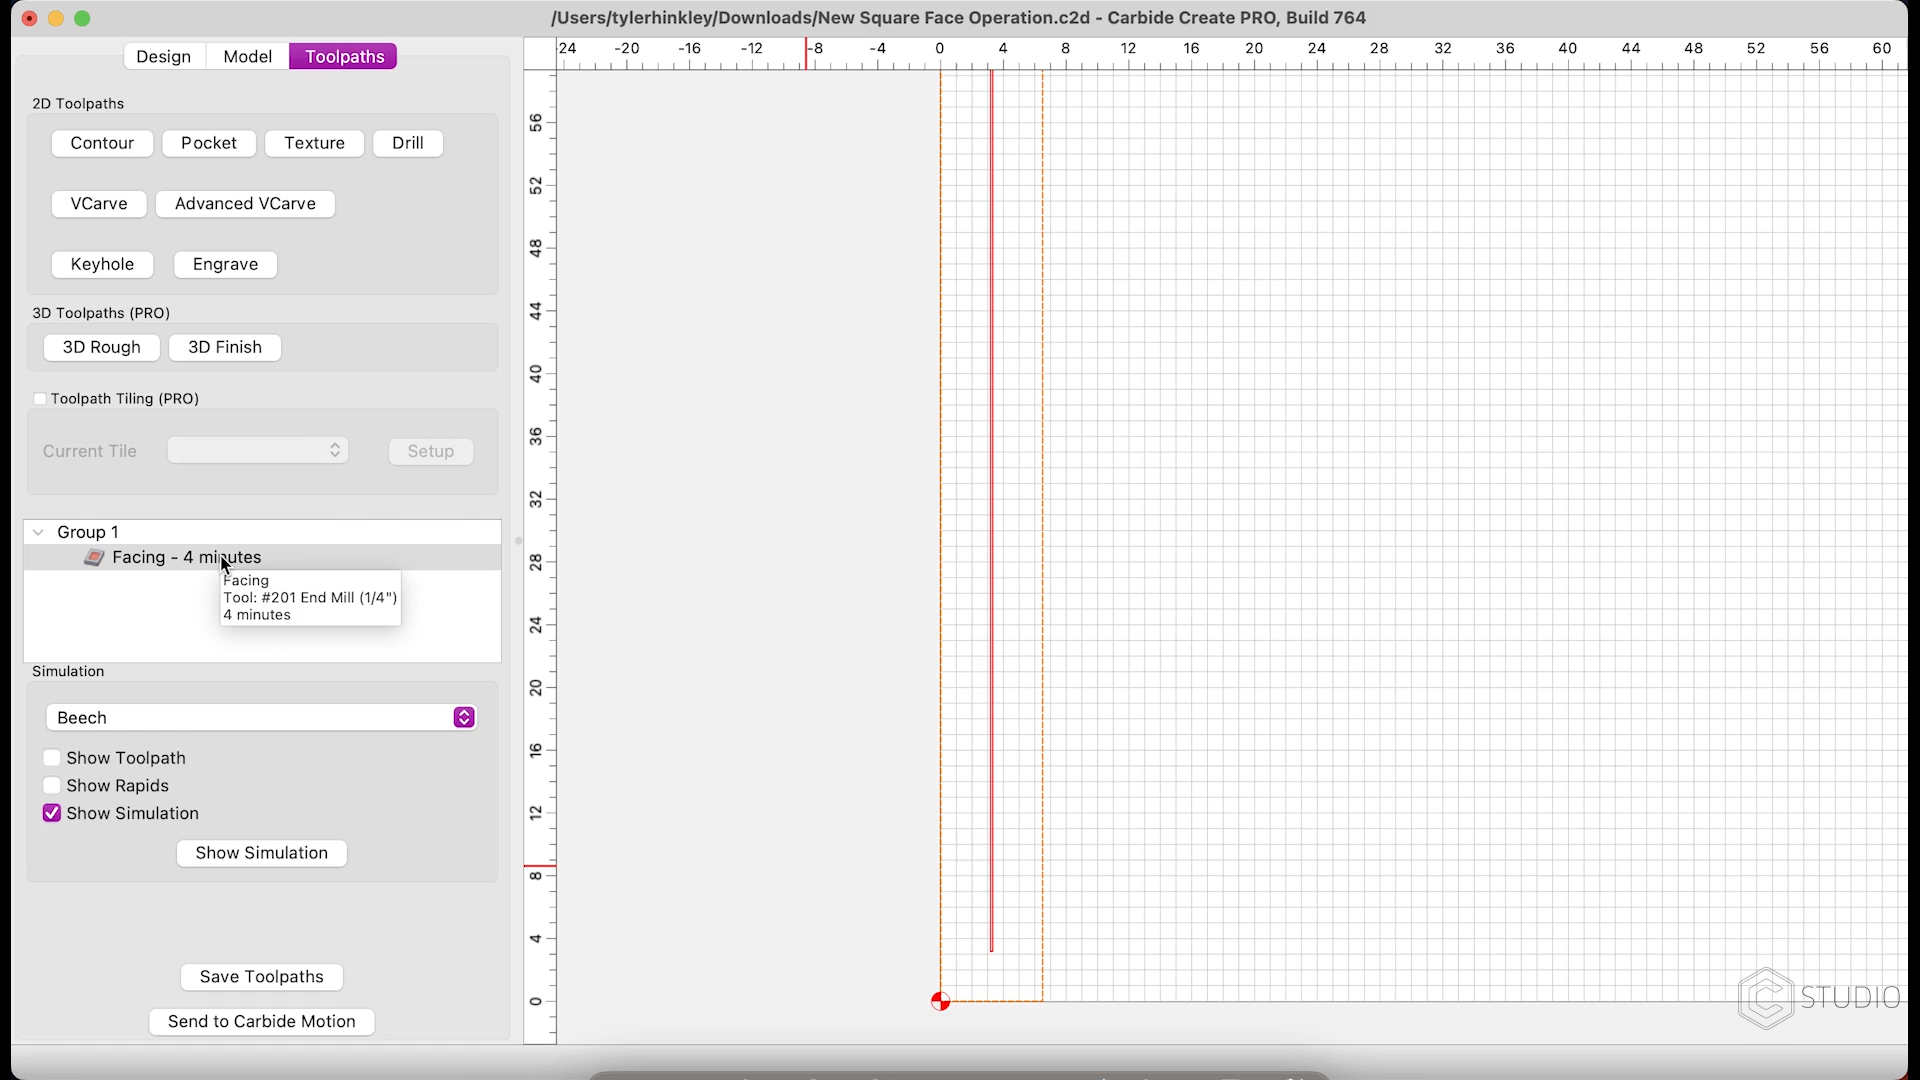 /Users/tylerhinkley/Downloads/New Square Face Operation.c2d - Carbide Create PRO, Build 764
Design Model Toolpaths
-24 -20 -16 -12 -8 -4 0 4 8 12 16 20 24 28 32 36 40 44 48 52 56 60
2D Toolpaths
Contour Pocket Texture Drill
VCarve Advanced VCarve
Keyhole Engrave
3D Toolpaths (PRO)
3D Rough 3D Finish
Toolpath Tiling (PRO)
Current Tile Setup
Group 1
Facing - 4 minutes
Facing
Tool: #201 End Mill (1/4")
4 minutes
Simulation
Beech
Show Toolpath
Show Rapids
Show Simulation
Show Simulation
Save Toolpaths
Send to Carbide Motion
56
52
48
44
40
36
32
28
24
20
16
12
8
4
0
STUDIO